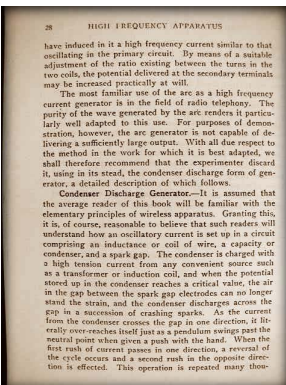 28 HIGH FREQUENCY APPARATUS
have induced in it a high frequency current similar to that
oscillating in the primary circuit. By means of a suitable
adjustment of the ratio existing between the turns in the
two coils, the potential delivered at the secondary terminals
may be increased practically at will.
The most familiar use of the arc as a high frequency
current generator is in the field of radio telephony. The
purity of the wave generated by the arc renders it particu-
larly well adapted to this use. For purposes of demon-
stration, however, the arc generator is not capable of de-
livering a sufficiently large output. With all due respect to
the method in the work for which it is best adapted, we
shall therefore recommend that the experimenter discard
it, using in its stead, the condenser discharge form of gen-
erator, a detailed description of which follows.
Condenser Discharge Generator.—It is assumed that
the average reader of this book will be familiar with the
elementary principles of wireless apparatus. Granting this,
it is, of course, reasonable to believe that such readers will
understand how an oscillatory current is set up in a circuit
comprising an inductance or coil of wire, a capacity or
condenser, and a spark gap. The condenser is charged with
a high tension current from any convenient source such
as a transformer or induction coil, and when the potential
stored up in the condenser reaches a critical value, the air
in the gap between the spark gap electrodes can no longer
stand the strain, and the condenser discharges across the
gap in a succession of crashing sparks. As the current
from the condenser crosses the gap in one direction, it lit-
erally over-reaches itself just as a pendulum swings past the
neutral point when given a push with the hand. When the
first rush of current passes in one direction, a reversal of
the cycle occurs and a second rush in the opposite direc-
tion is effected. This operation is repeated many thou-